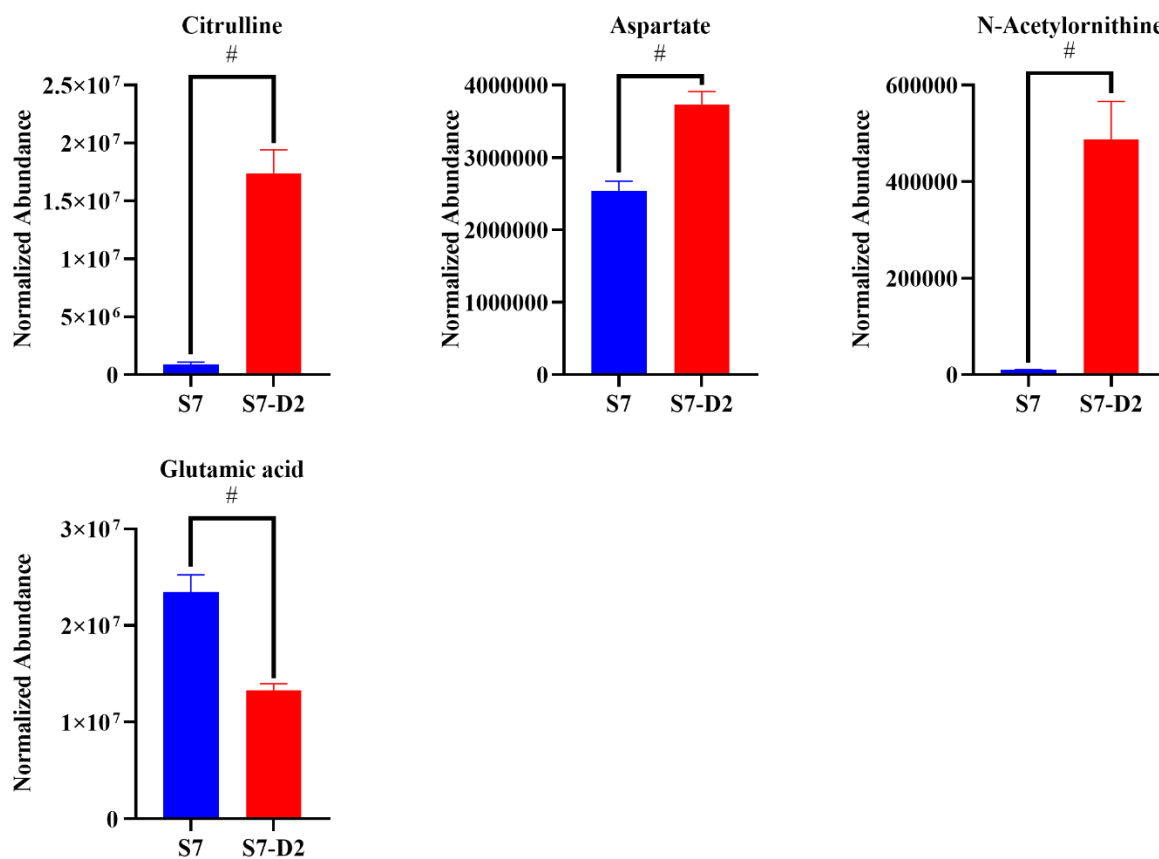 Citrulline
#
Normalized Abundance
2.5×10⁷
2×10⁷
1.5×10⁷
1×10⁷
5×10⁶
0
S7 S7-D2
Aspartate
#
Normalized Abundance
4000000
3000000
2000000
1000000
0
S7 S7-D2
N-Acetylornithine
#
Normalized Abundance
600000
400000
200000
0
S7 S7-D2
Glutamic acid
#
Normalized Abundance
3×10⁷
2×10⁷
1×10⁷
0
S7 S7-D2